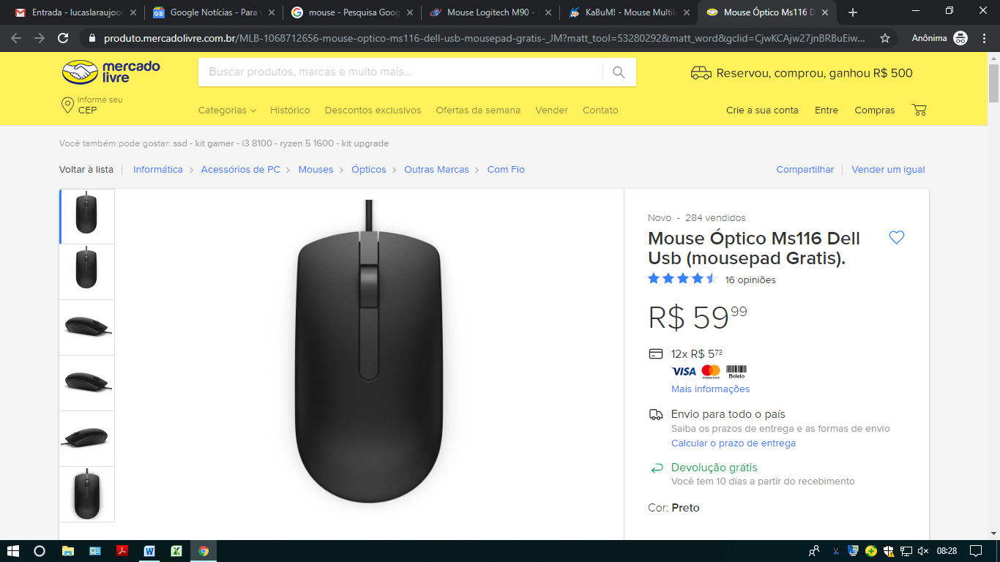 Entrada - lucaslaraujoo
Google Notícias - Para
mouse - Pesquisa Goog
Mouse Logitech M90 -
KaBuM! - Mouse Multil
Mouse Óptico Ms116 D
produto.mercadolivre.com.br/MLB-1068712656-mouse-optico-ms116-dell-usb-mousepad-gratis-_JM?matt_tool=53280292&matt_word&gclid=CjwKCAjw27jnBRBuEiw...
Anônima
mercado
livre
Buscar produtos, marcas e muito mais...
Reservou, comprou, ganhou R$ 500
Informe seu
CEP
Categorias Histórico Descontos exclusivos Ofertas da semana Vender Contato
Crie a sua conta Entre Compras
Você também pode gostar: ssd - kit gamer - i3 8100 - ryzen 5 1600 - kit upgrade
Voltar à lista Informática > Acessórios de PC > Mouses > Ópticos > Outras Marcas > Com Fio
Compartilhar Vender um igual
Novo - 284 vendidos
Mouse Óptico Ms116 Dell
Usb (mousepad Gratis).
16 opiniões
R$ 59 99
12x R$ 5 73
VISA mastercard Boleto
Mais informações
Envio para todo o país
Saiba os prazos de entrega e as formas de envio
Calcular o prazo de entrega
Devolução grátis
Você tem 10 dias a partir do recebimento
Cor: Preto
08:28